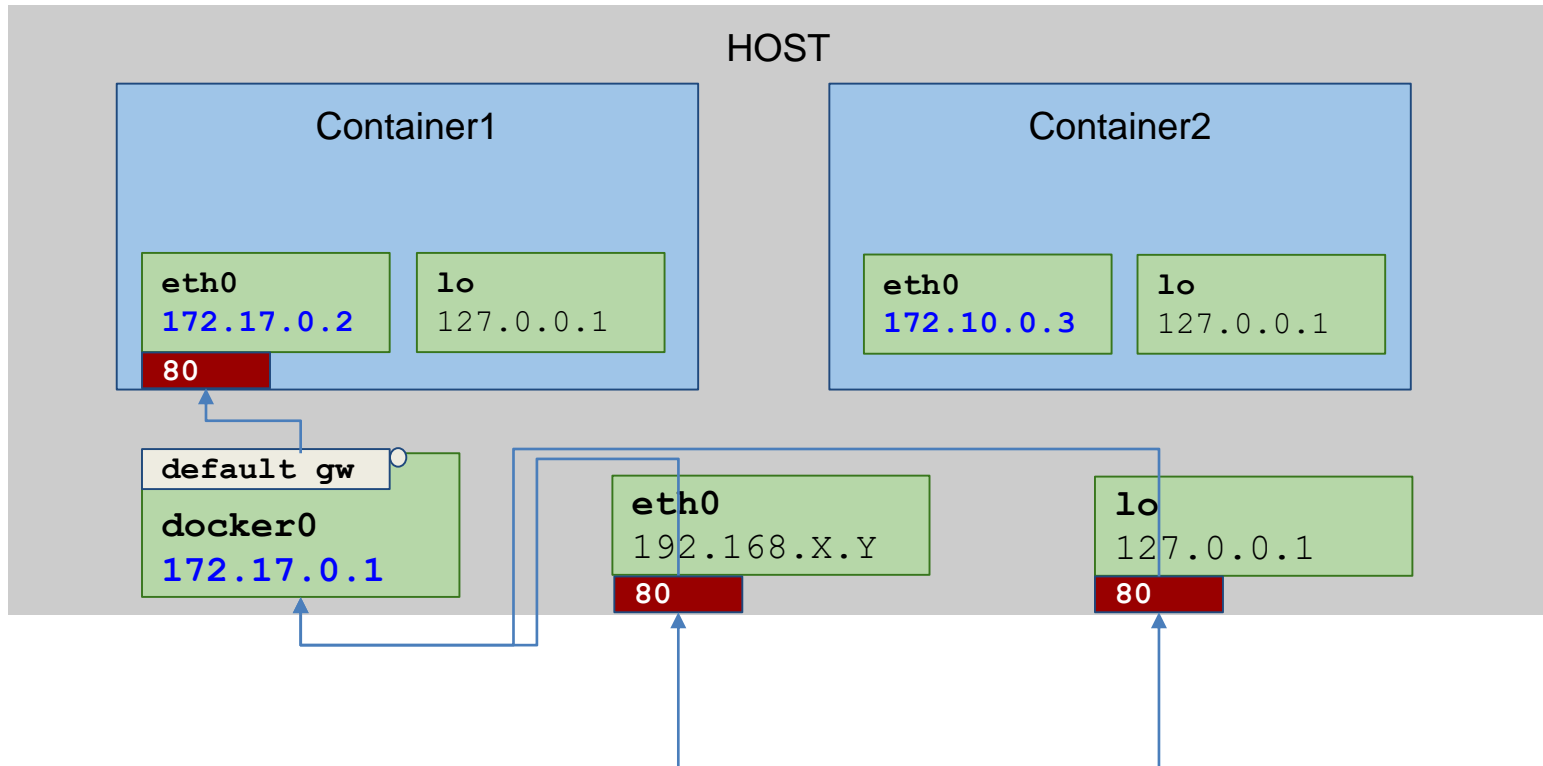 HOST
Container1
Container2
eth0
172.17.0.2
80
lo
127.0.0.1
eth0
172.10.0.3
lo
127.0.0.1
default gw
docker0
172.17.0.1
eth0
192.168.X.Y
80
lo
127.0.0.1
80